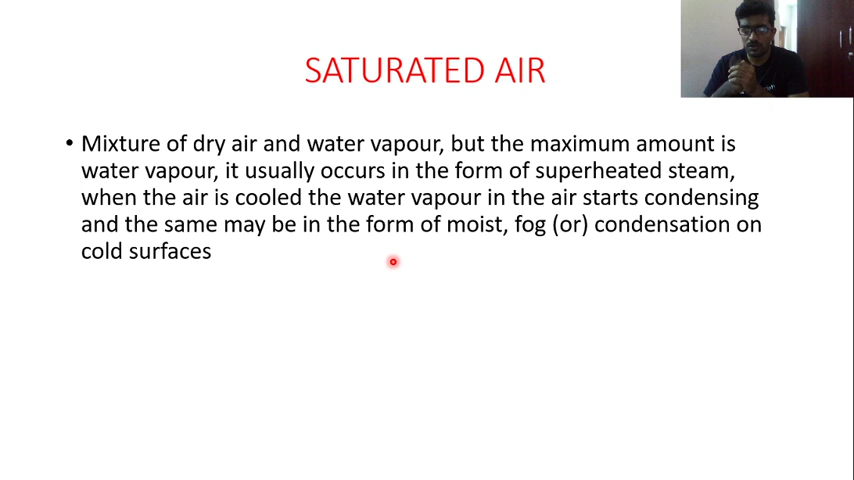 SATURATED AIR
• Mixture of dry air and water vapour, but the maximum amount is
water vapour, it usually occurs in the form of superheated steam,
when the air is cooled the water vapour in the air starts condensing
and the same may be in the form of moist, fog (or) condensation on
cold surfaces